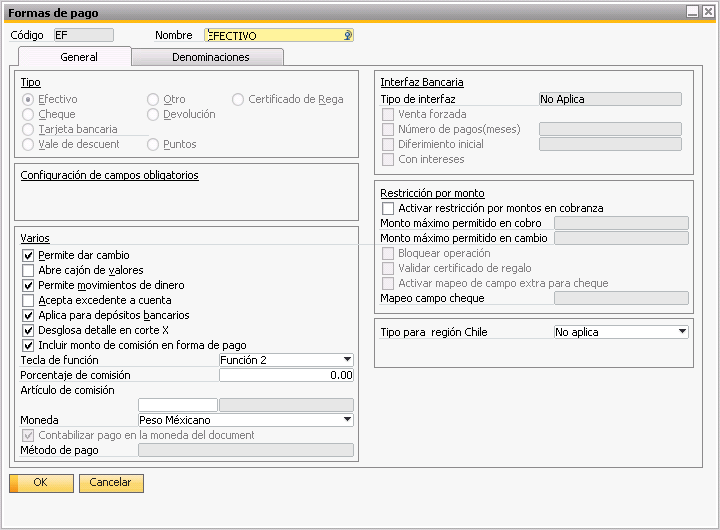 Formas de pago
Código EF Nombre EFECTIVO
General Denominaciones
Tipo
Efectivo Otro Certificado de Rega
Cheque Devolución
Tarjeta bancaria
Vale de descuent Puntos
Configuración de campos obligatorios
Varios
Permite dar cambio
Abre cajón de valores
Permite movimientos de dinero
Acepta excedente a cuenta
Aplica para depósitos bancarios
Desglosa detalle en corte X
Incluir monto de comisión en forma de pago
Tecla de función Función 2
Porcentaje de comisión 0.00
Artículo de comisión
Moneda Peso Méxicano
Contabilizar pago en la moneda del document
Método de pago
Interfaz Bancaria
Tipo de interfaz No Aplica
Venta forzada
Número de pagos(meses)
Diferimiento inicial
Con intereses
Restricción por monto
Activar restricción por montos en cobranza
Monto máximo permitido en cobro
Monto máximo permitido en cambio
Bloquear operación
Validar certificado de regalo
Activar mapeo de campo extra para cheque
Mapeo campo cheque
Tipo para región Chile No aplica
OK Cancelar